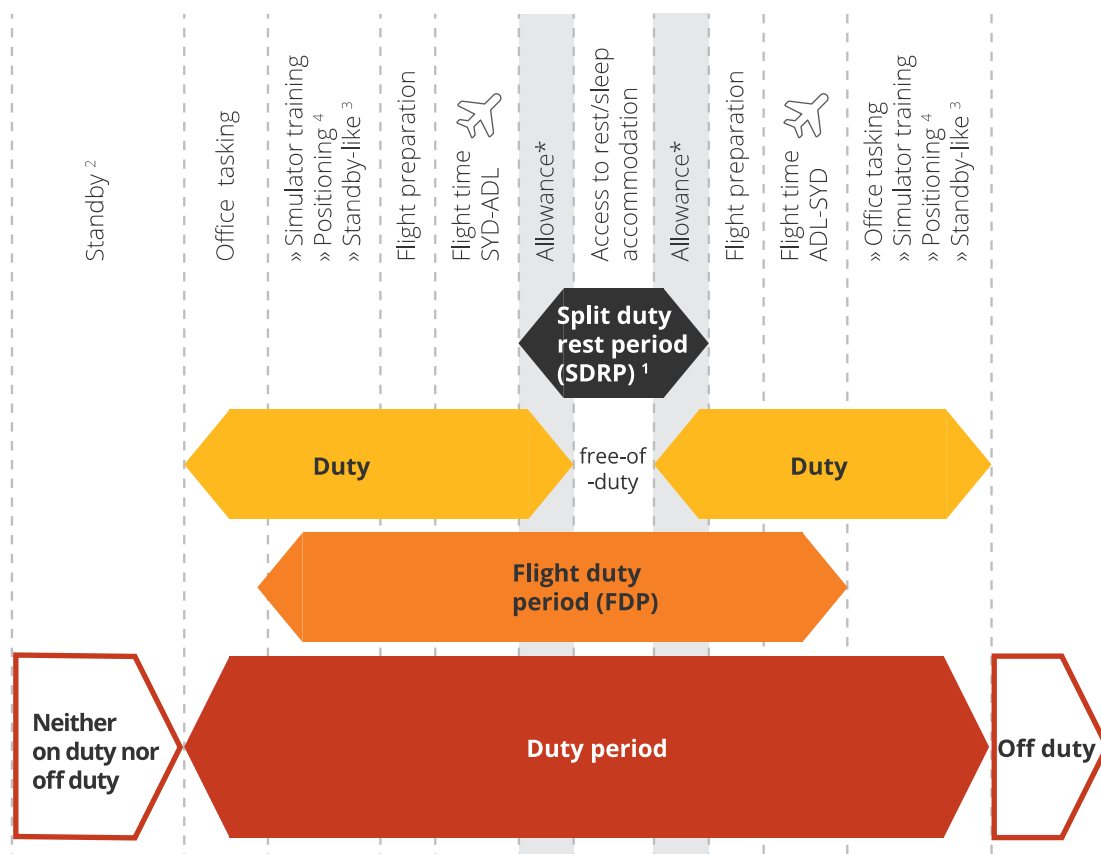 Standby ²
Office tasking
» Simulator training
» Positioning ⁴
» Standby-like ³
Flight preparation
Flight time
SYD-ADL
Allowance*
Access to rest/sleep
accommodation
Allowance*
Flight preparation
Flight time
ADL-SYD
» Office tasking
» Simulator training
» Positioning ⁴
» Standby-like ³
Split duty
rest period
(SDRP) ¹
Duty
free-of
-duty
Duty
Flight duty
period (FDP)
Neither
on duty nor
off duty
Duty period
Off duty